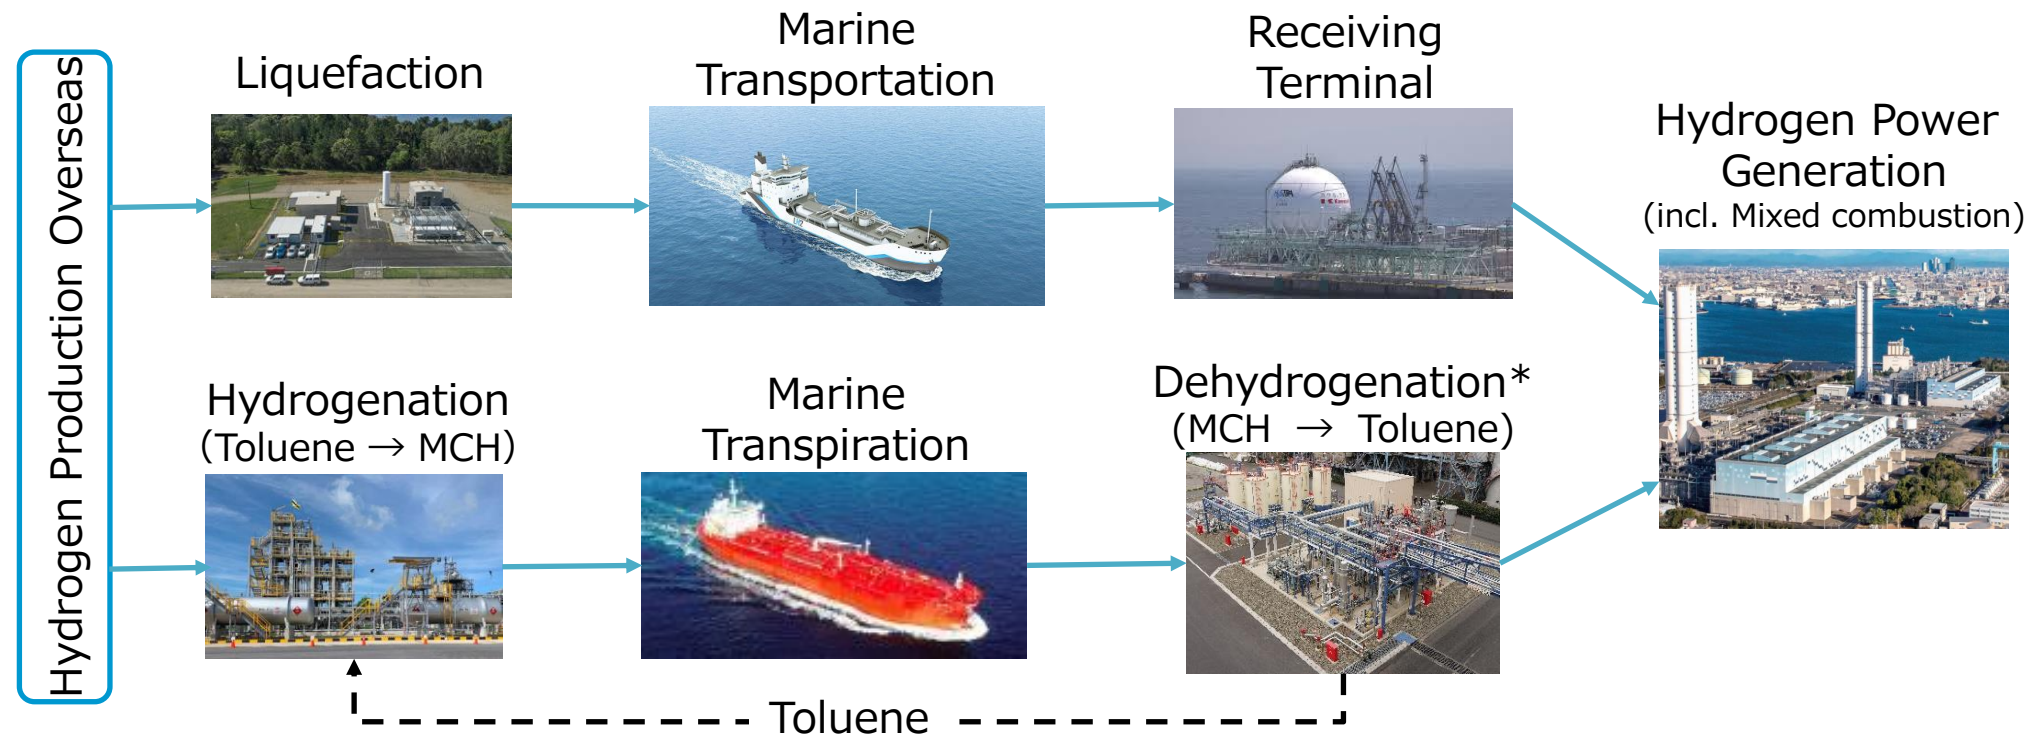 Hydrogen Production Overseas
Liquefaction
Marine
Transportation
Receiving
Terminal
Hydrogen Power
Generation
(incl. Mixed combustion)
Hydrogenation
(Toluene → MCH)
Marine
Transpiration
Dehydrogenation*
(MCH → Toluene)
Toluene